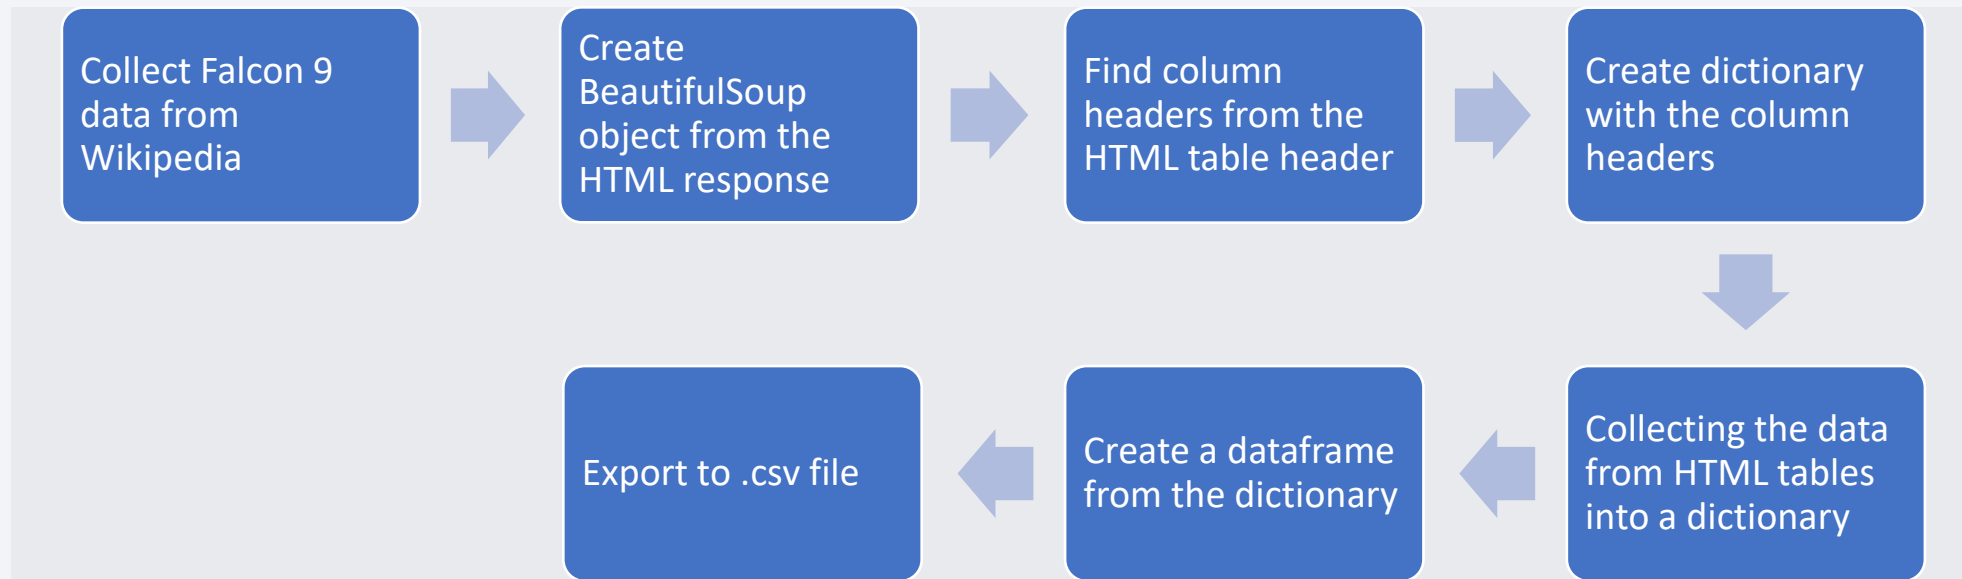 Collect Falcon 9
data from
Wikipedia
Create
BeautifulSoup
object from the
HTML response
Find column
headers from the
HTML table header
Create dictionary
with the column
headers
Collecting the data
from HTML tables
into a dictionary
Create a dataframe
from the dictionary
Export to .csv file